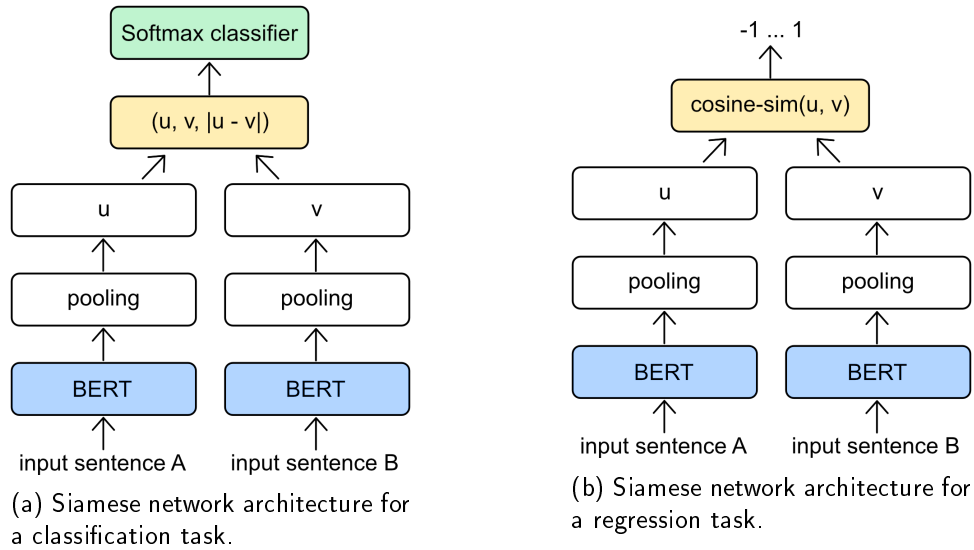 Softmax classifier
(u, v, |u - v|)
u
v
pooling
pooling
BERT
BERT
input sentence A
input sentence B
(a) Siamese network architecture for
a classification task.
-1 ... 1
cosine-sim(u, v)
u
v
pooling
pooling
BERT
BERT
input sentence A
input sentence B
(b) Siamese network architecture for
a regression task.